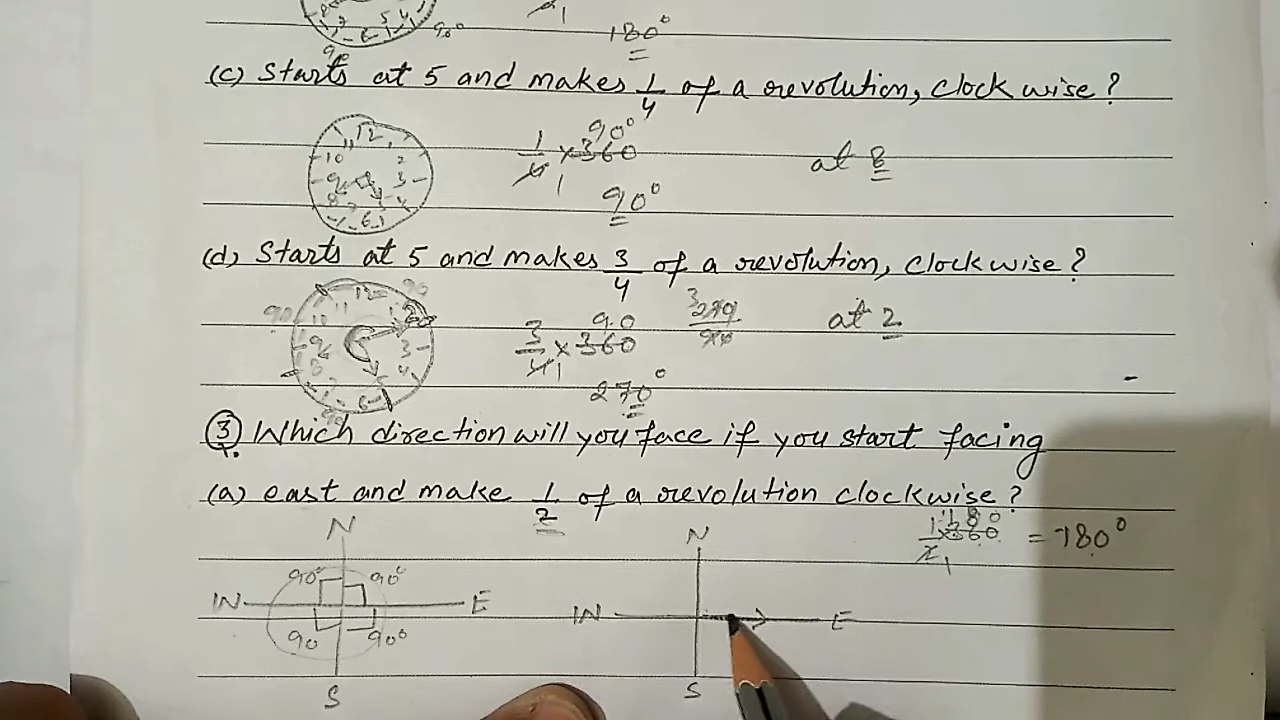 180°
(c) Starts at 5 and makes 1/4 of a revolution, clockwise?
1/4 × 360 90°
90°
at 8
(d) Starts at 5 and makes 3/4 of a revolution, clockwise?
3/4 × 360 90
270°
at 2
(3) Which direction will you face if you start facing
(a) east and make 1/2 of a revolution clockwise?
1/2 × 360 180 = 180°
N
90° 90°
W E
90 90°
S
N
W E
S